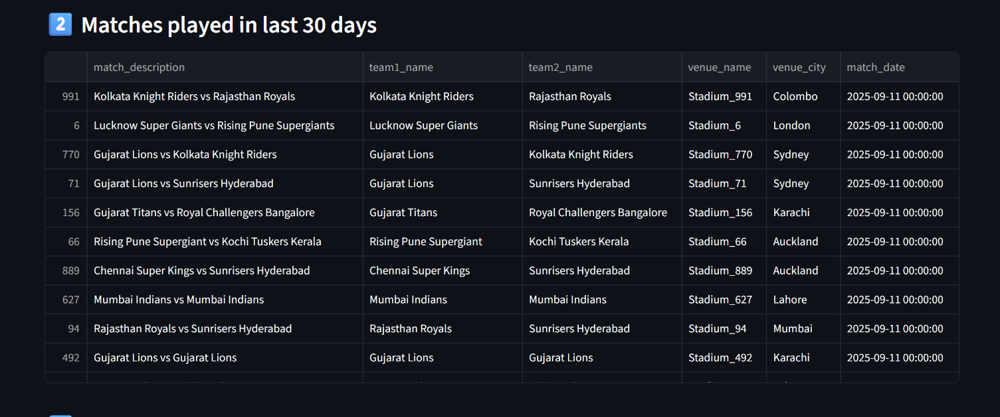 2 Matches played in last 30 days
match_description team1_name team2_name venue_name venue_city match_date
991 Kolkata Knight Riders vs Rajasthan Royals Kolkata Knight Riders Rajasthan Royals Stadium_991 Colombo 2025-09-11 00:00:00
6 Lucknow Super Giants vs Rising Pune Supergiants Lucknow Super Giants Rising Pune Supergiants Stadium_6 London 2025-09-11 00:00:00
770 Gujarat Lions vs Kolkata Knight Riders Gujarat Lions Kolkata Knight Riders Stadium_770 Sydney 2025-09-11 00:00:00
71 Gujarat Lions vs Sunrisers Hyderabad Gujarat Lions Sunrisers Hyderabad Stadium_71 Sydney 2025-09-11 00:00:00
156 Gujarat Titans vs Royal Challengers Bangalore Gujarat Titans Royal Challengers Bangalore Stadium_156 Karachi 2025-09-11 00:00:00
66 Rising Pune Supergiant vs Kochi Tuskers Kerala Rising Pune Supergiant Kochi Tuskers Kerala Stadium_66 Auckland 2025-09-11 00:00:00
889 Chennai Super Kings vs Sunrisers Hyderabad Chennai Super Kings Sunrisers Hyderabad Stadium_889 Auckland 2025-09-11 00:00:00
627 Mumbai Indians vs Mumbai Indians Mumbai Indians Mumbai Indians Stadium_627 Lahore 2025-09-11 00:00:00
94 Rajasthan Royals vs Sunrisers Hyderabad Rajasthan Royals Sunrisers Hyderabad Stadium_94 Mumbai 2025-09-11 00:00:00
492 Gujarat Lions vs Gujarat Lions Gujarat Lions Gujarat Lions Stadium_492 Karachi 2025-09-11 00:00:00